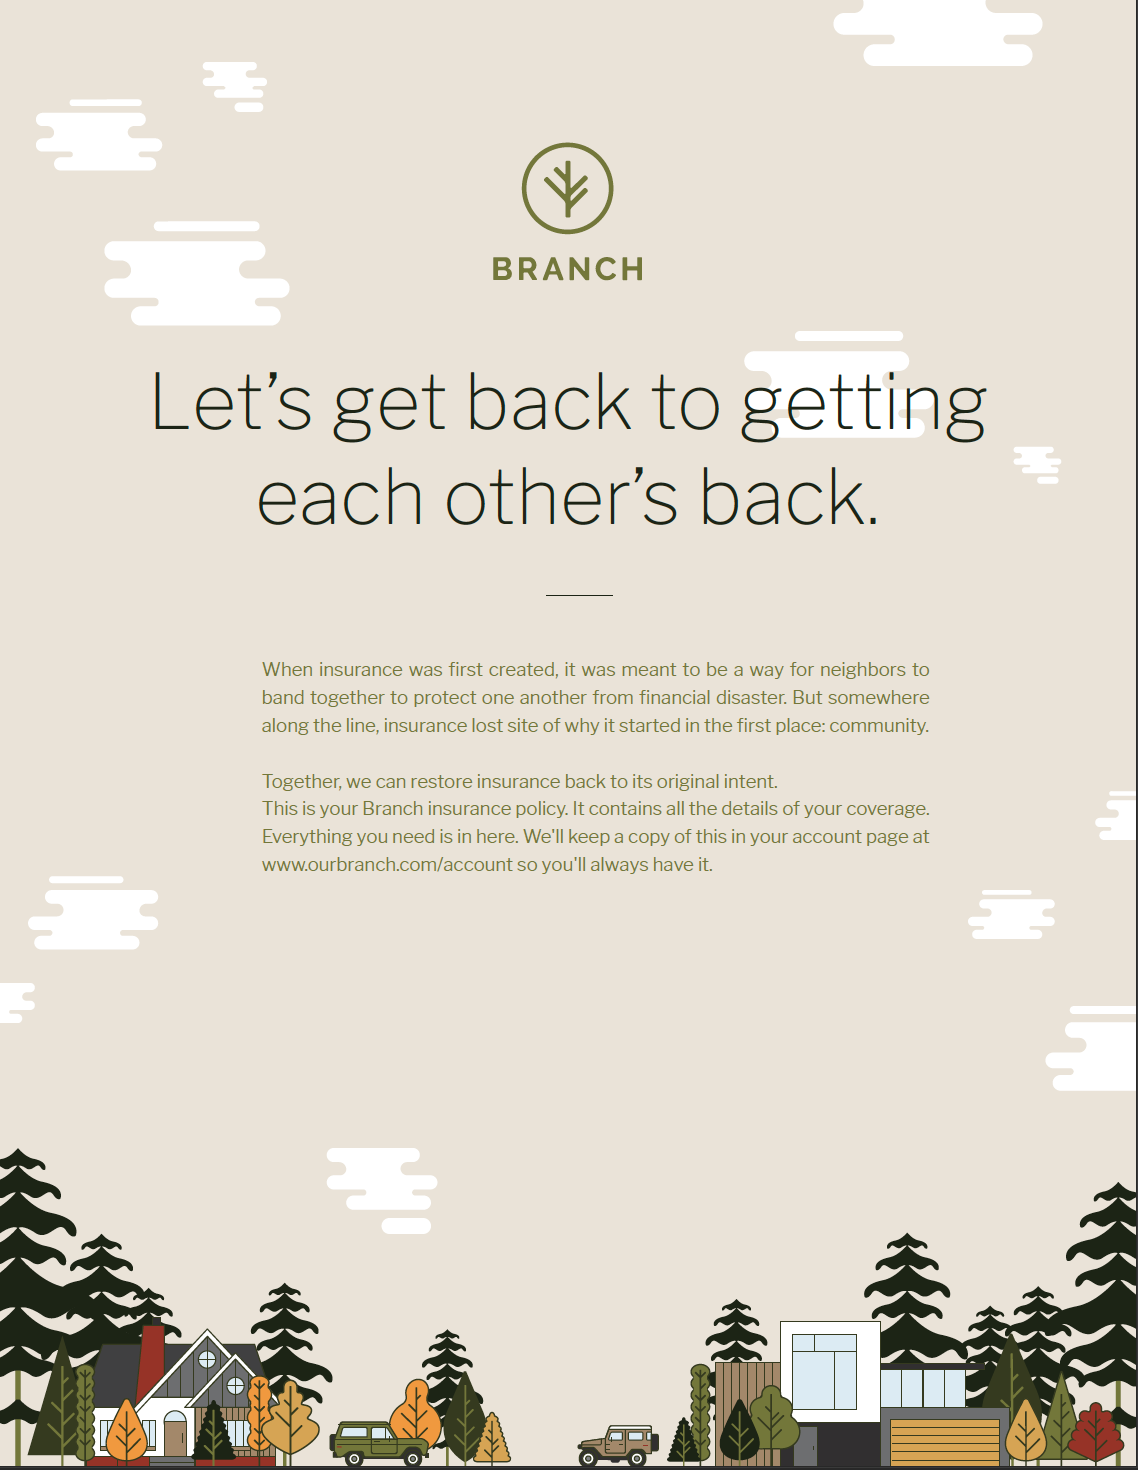 BRANCH
Let’s get back to getting
each other’s back.
When insurance was first created, it was meant to be a way for neighbors to
band together to protect one another from financial disaster. But somewhere
along the line, insurance lost site of why it started in the first place: community.
Together, we can restore insurance back to its original intent.
This is your Branch insurance policy. It contains all the details of your coverage.
Everything you need is in here. We'll keep a copy of this in your account page at
www.ourbranch.com/account so you'll always have it.